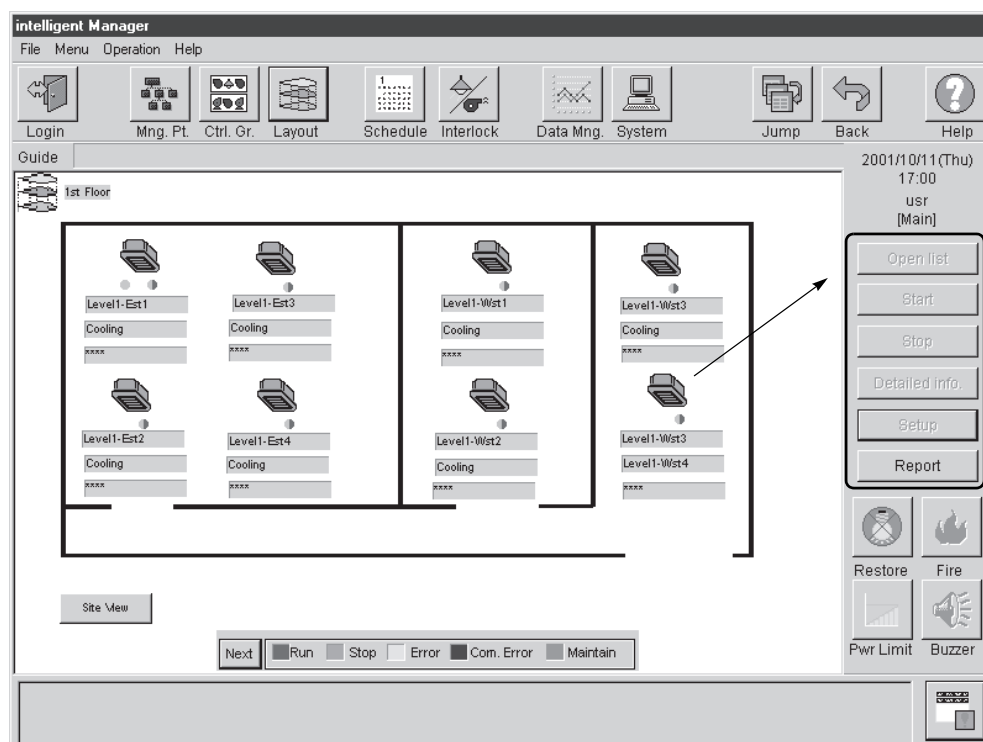 intelligent Manager
File Menu Operation Help
Login Mng. Pt. Ctrl. Gr. Layout Schedule Interlock Data Mng. System Jump Back Help
Guide
2001/10/11(Thu)
17:00
usr
[Main]
1st Floor
Open list
Start
Stop
Detailed info.
Setup
Report
Level1-Est1 Level1-Est3 Level1-Wst1 Level1-Wst3
Cooling Cooling Cooling Cooling
**** **** **** ****
Level1-Est2 Level1-Est4 Level1-Wst2 Level1-Wst3
Cooling Cooling Cooling Level1-Wst4
**** **** **** ****
Restore Fire
Pwr Limit Buzzer
Site View
Next Run Stop Error Com. Error Maintain